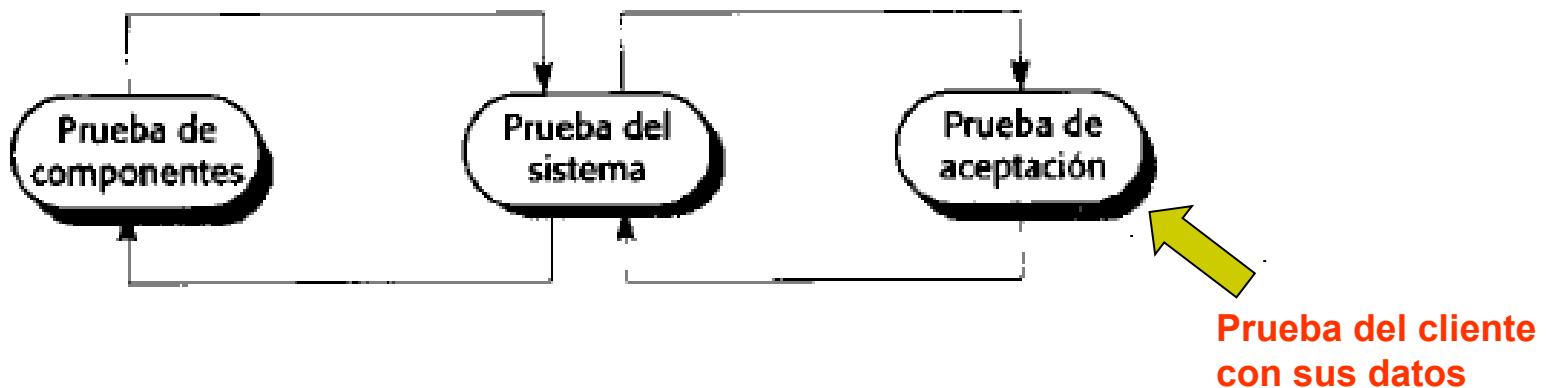 Prueba de
componentes
Prueba del
sistema
Prueba de
aceptación
Prueba del cliente
con sus datos